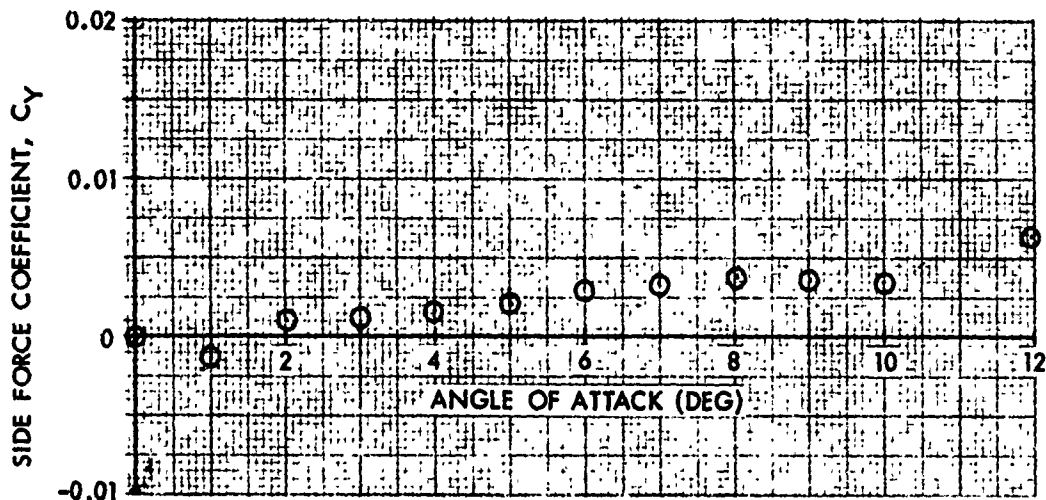 0.02
0.01
0
-0.01
SIDE FORCE COEFFICIENT, CY
2 4 6 8 10 12
ANGLE OF ATTACK (DEG)